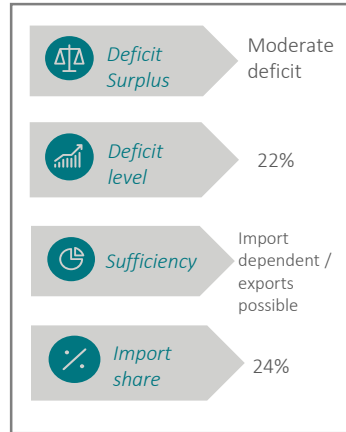 Deficit
Surplus
Moderate
deficit
Deficit
level
22%
Sufficiency
Import
dependent /
exports
possible
Import
share
24%